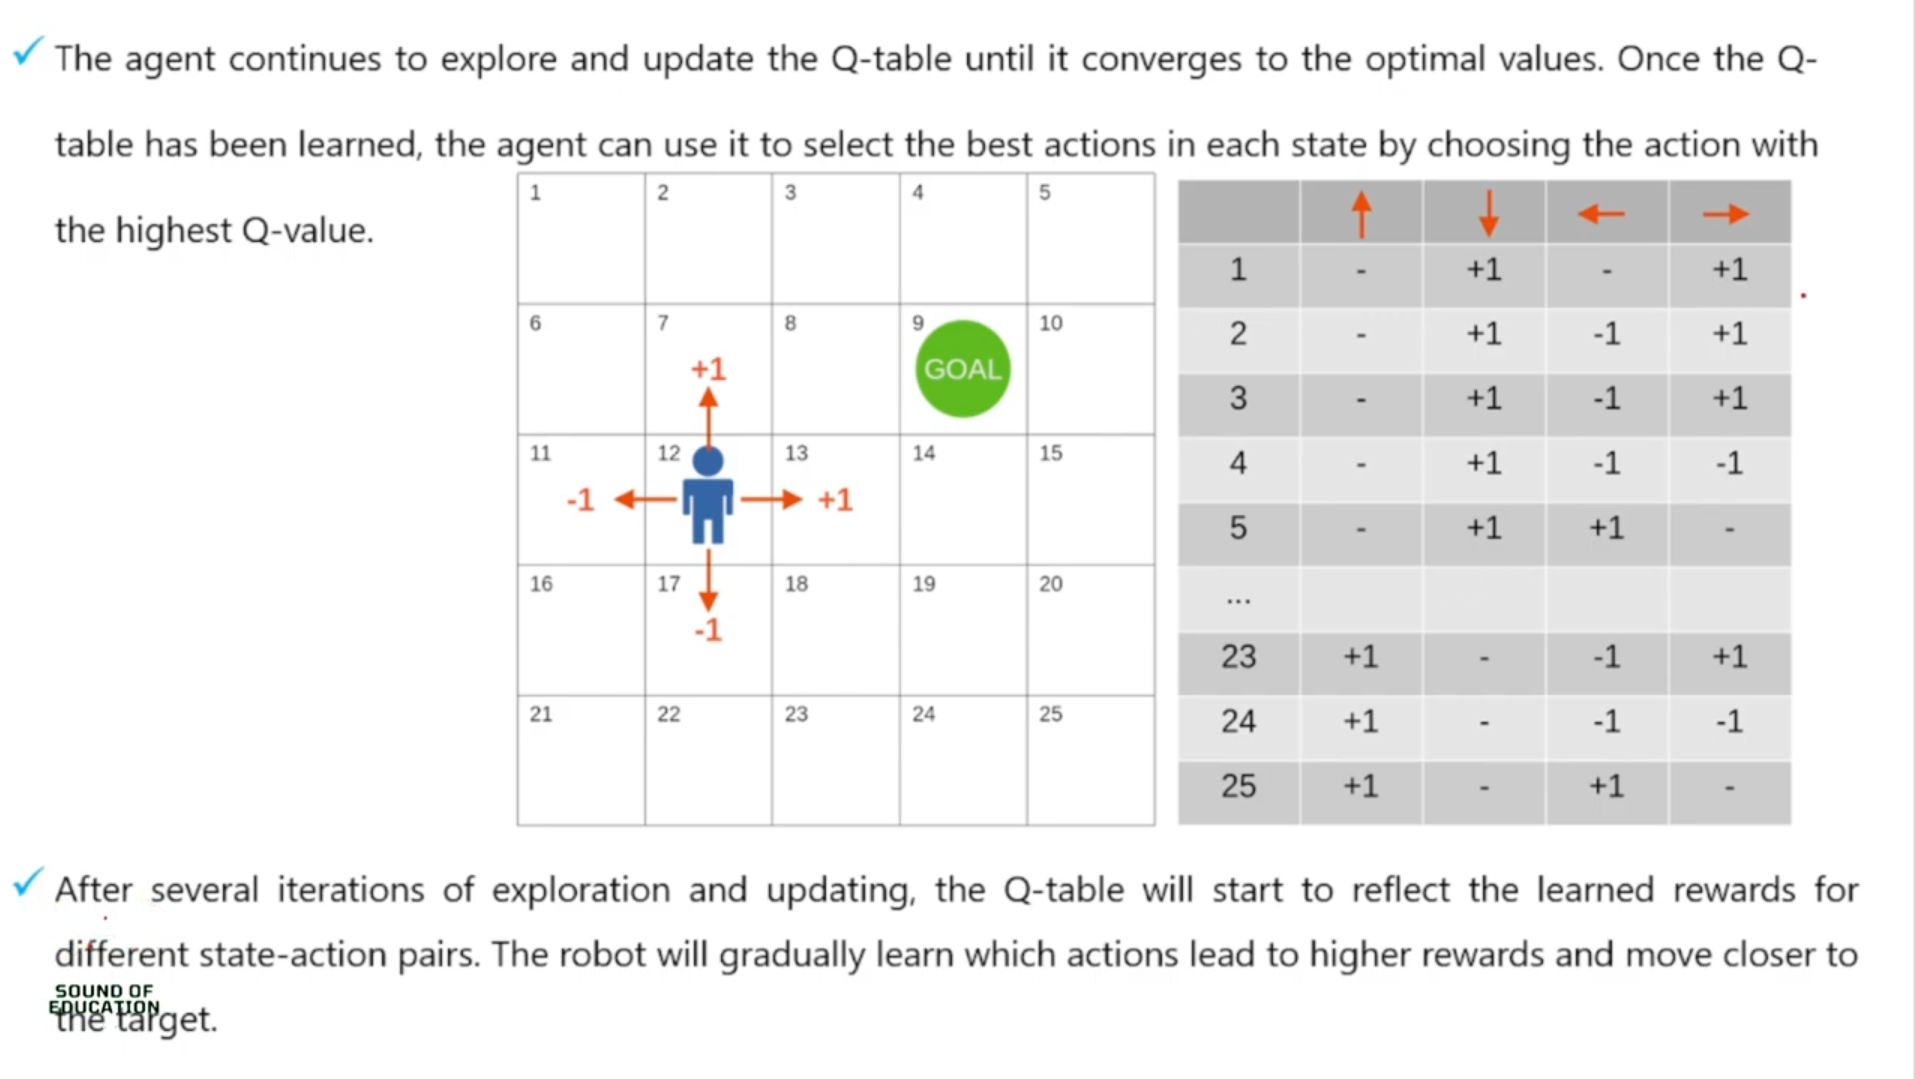 The agent continues to explore and update the Q-table until it converges to the optimal values. Once the Q-
table has been learned, the agent can use it to select the best actions in each state by choosing the action with
the highest Q-value.
1 2 3 4 5
6 7 8 9 10
+1
GOAL
11 12 13 14 15
-1 +1
16 17 18 19 20
-1
21 22 23 24 25
↑ ↓ ← →
1 - +1 - +1
2 - +1 -1 +1
3 - +1 -1 +1
4 - +1 -1 -1
5 - +1 +1 -
...
23 +1 - -1 +1
24 +1 - -1 -1
25 +1 - +1 -
After several iterations of exploration and updating, the Q-table will start to reflect the learned rewards for
different state-action pairs. The robot will gradually learn which actions lead to higher rewards and move closer to
the target.
SOUND OF
EDUCATION